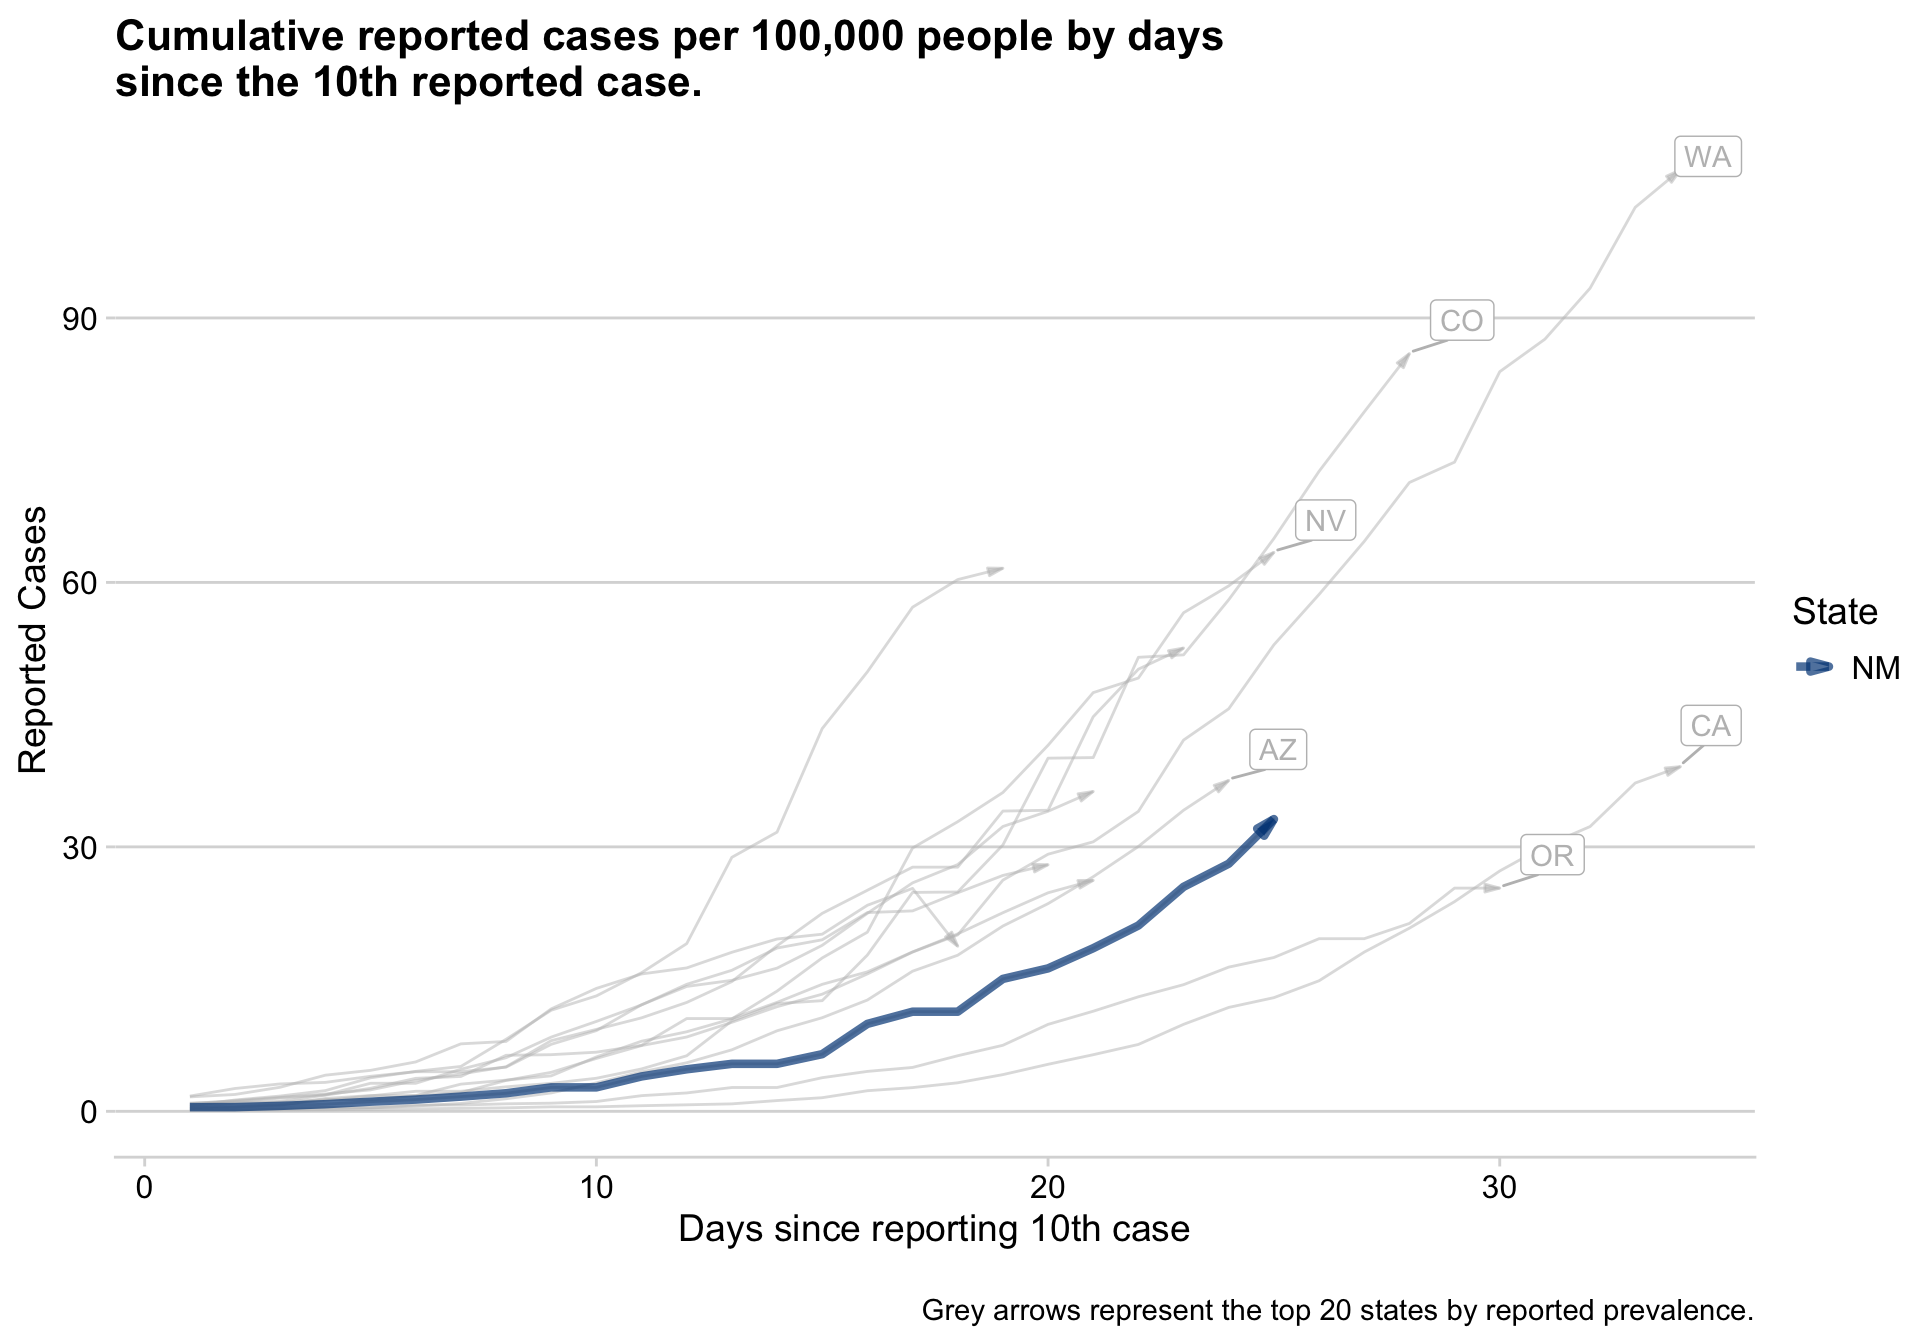 Cumulative reported cases per 100,000 people by days
since the 10th reported case.
WA
CO
90
NV
60
Reported Cases
State
NM
CA
AZ
30
OR
0
0 10 20 30
Days since reporting 10th case
Grey arrows represent the top 20 states by reported prevalence.